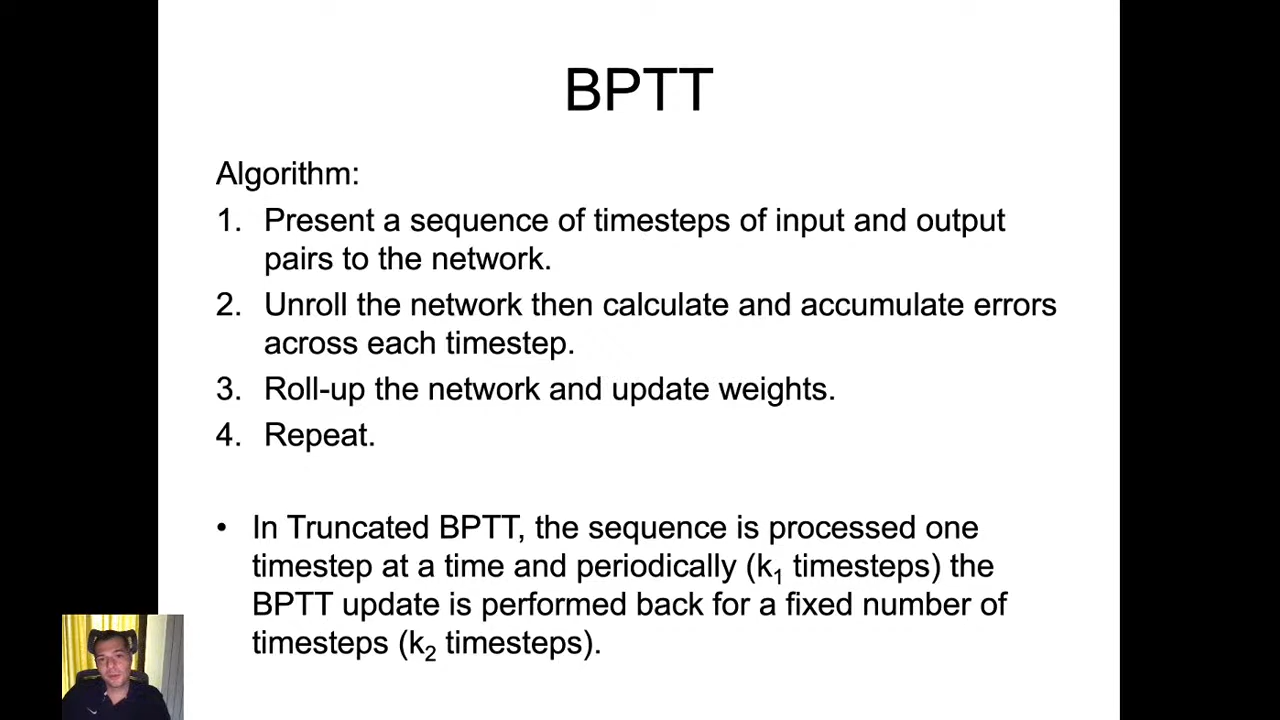 BPTT
Algorithm:
1. Present a sequence of timesteps of input and output
pairs to the network.
2. Unroll the network then calculate and accumulate errors
across each timestep.
3. Roll-up the network and update weights.
4. Repeat.
• In Truncated BPTT, the sequence is processed one
timestep at a time and periodically (k₁ timesteps) the
BPTT update is performed back for a fixed number of
timesteps (k₂ timesteps).